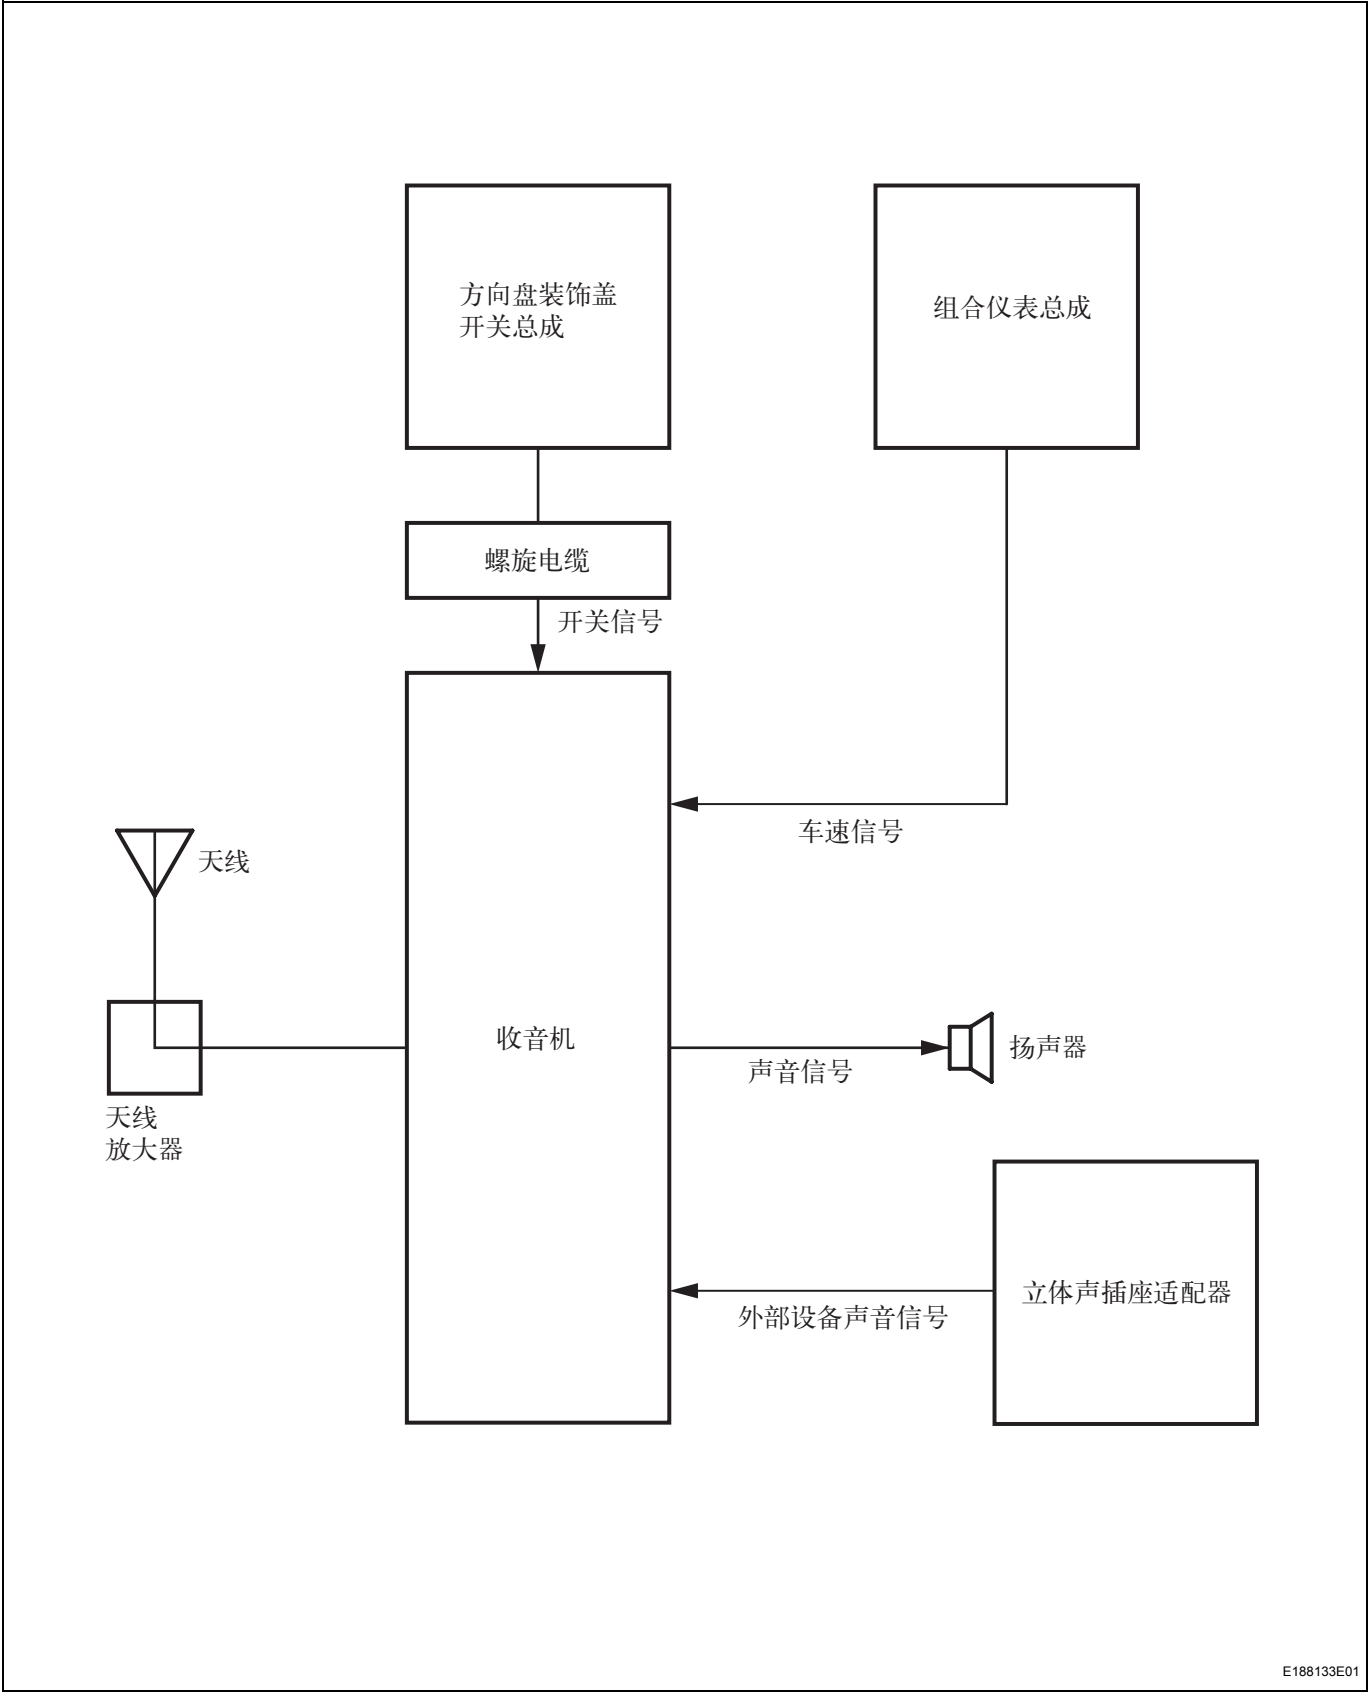 方向盘装饰盖
开关总成
组合仪表总成
螺旋电缆
开关信号
车速信号
天线
收音机
扬声器
声音信号
天线
放大器
立体声插座适配器
外部设备声音信号
E188133E01